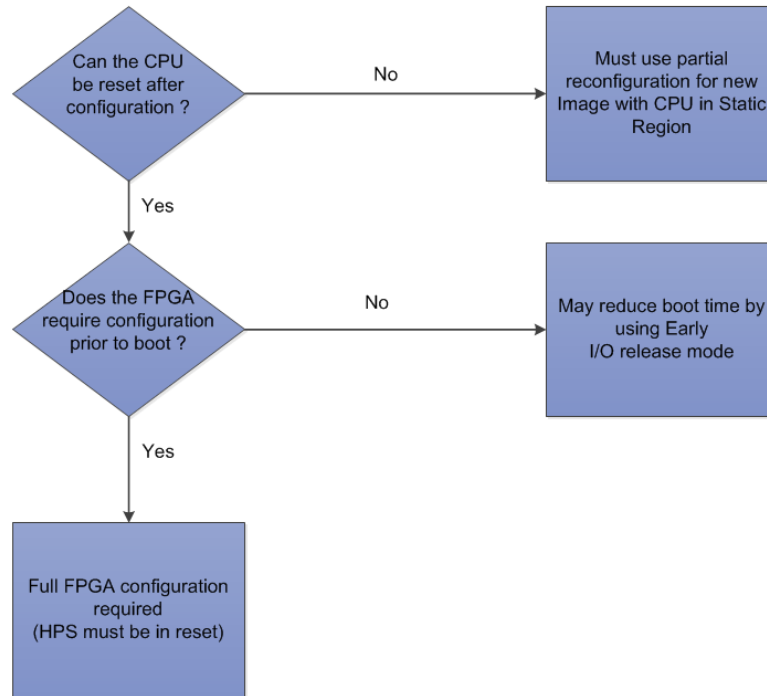 Can the CPU
be reset after
configuration ?
No
Must use partial
reconfiguration for new
Image with CPU in Static
Region
Yes
Does the FPGA
require configuration
prior to boot ?
No
May reduce boot time by
using Early
I/O release mode
Yes
Full FPGA configuration
required
(HPS must be in reset)